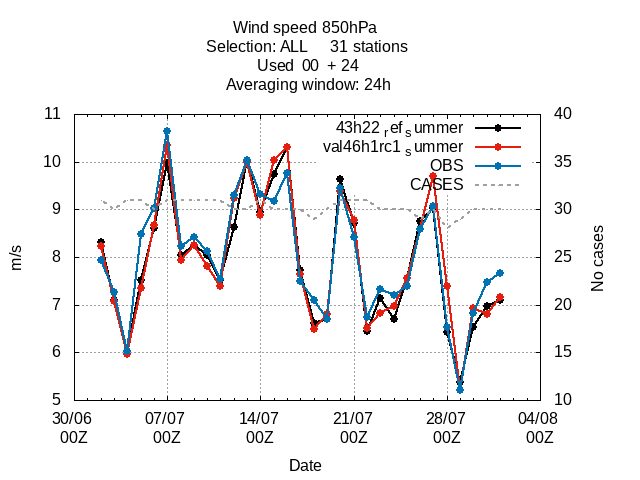 Wind speed 850hPa
Selection: ALL 31 stations
Used 00 + 24
Averaging window: 24h
43h22refsummer
val46h1rc1summer
OBS
CASES
11
10
9
8
7
6
5
m/s
40
35
30
25
20
15
10
No cases
30/06 07/07 14/07 21/07 28/07 04/08
00Z 00Z 00Z 00Z 00Z 00Z
Date